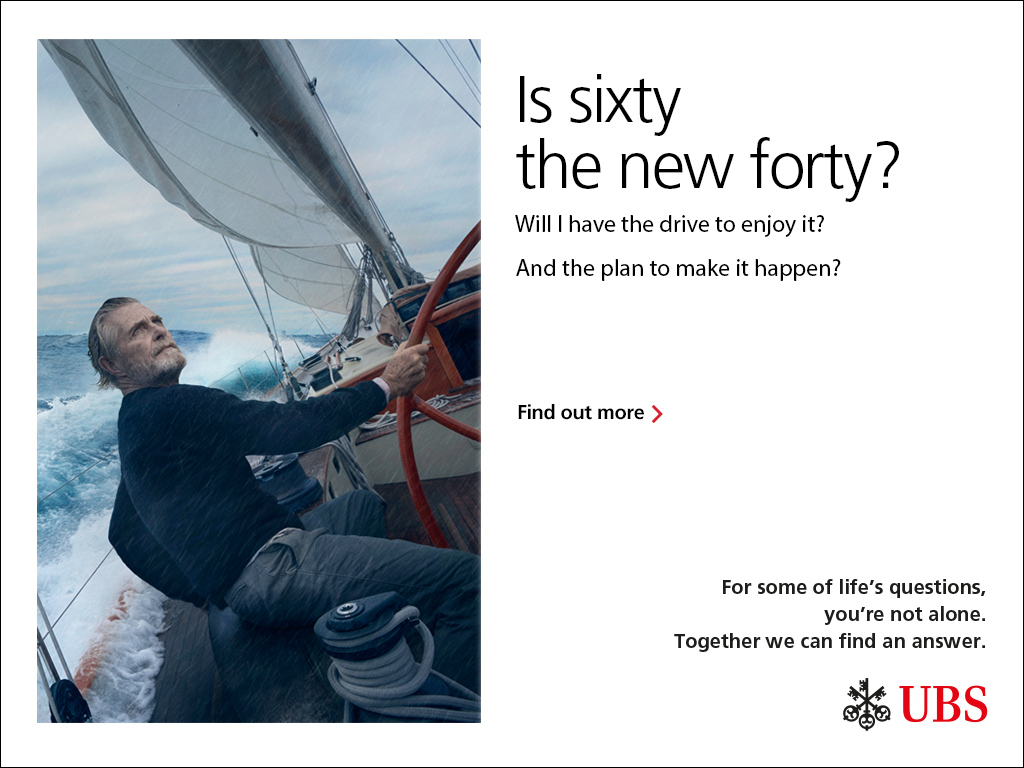 Is sixty
the new forty?
Will I have the drive to enjoy it?
And the plan to make it happen?
Find out more
For some of life’s questions,
you’re not alone.
Together we can find an answer.
UBS